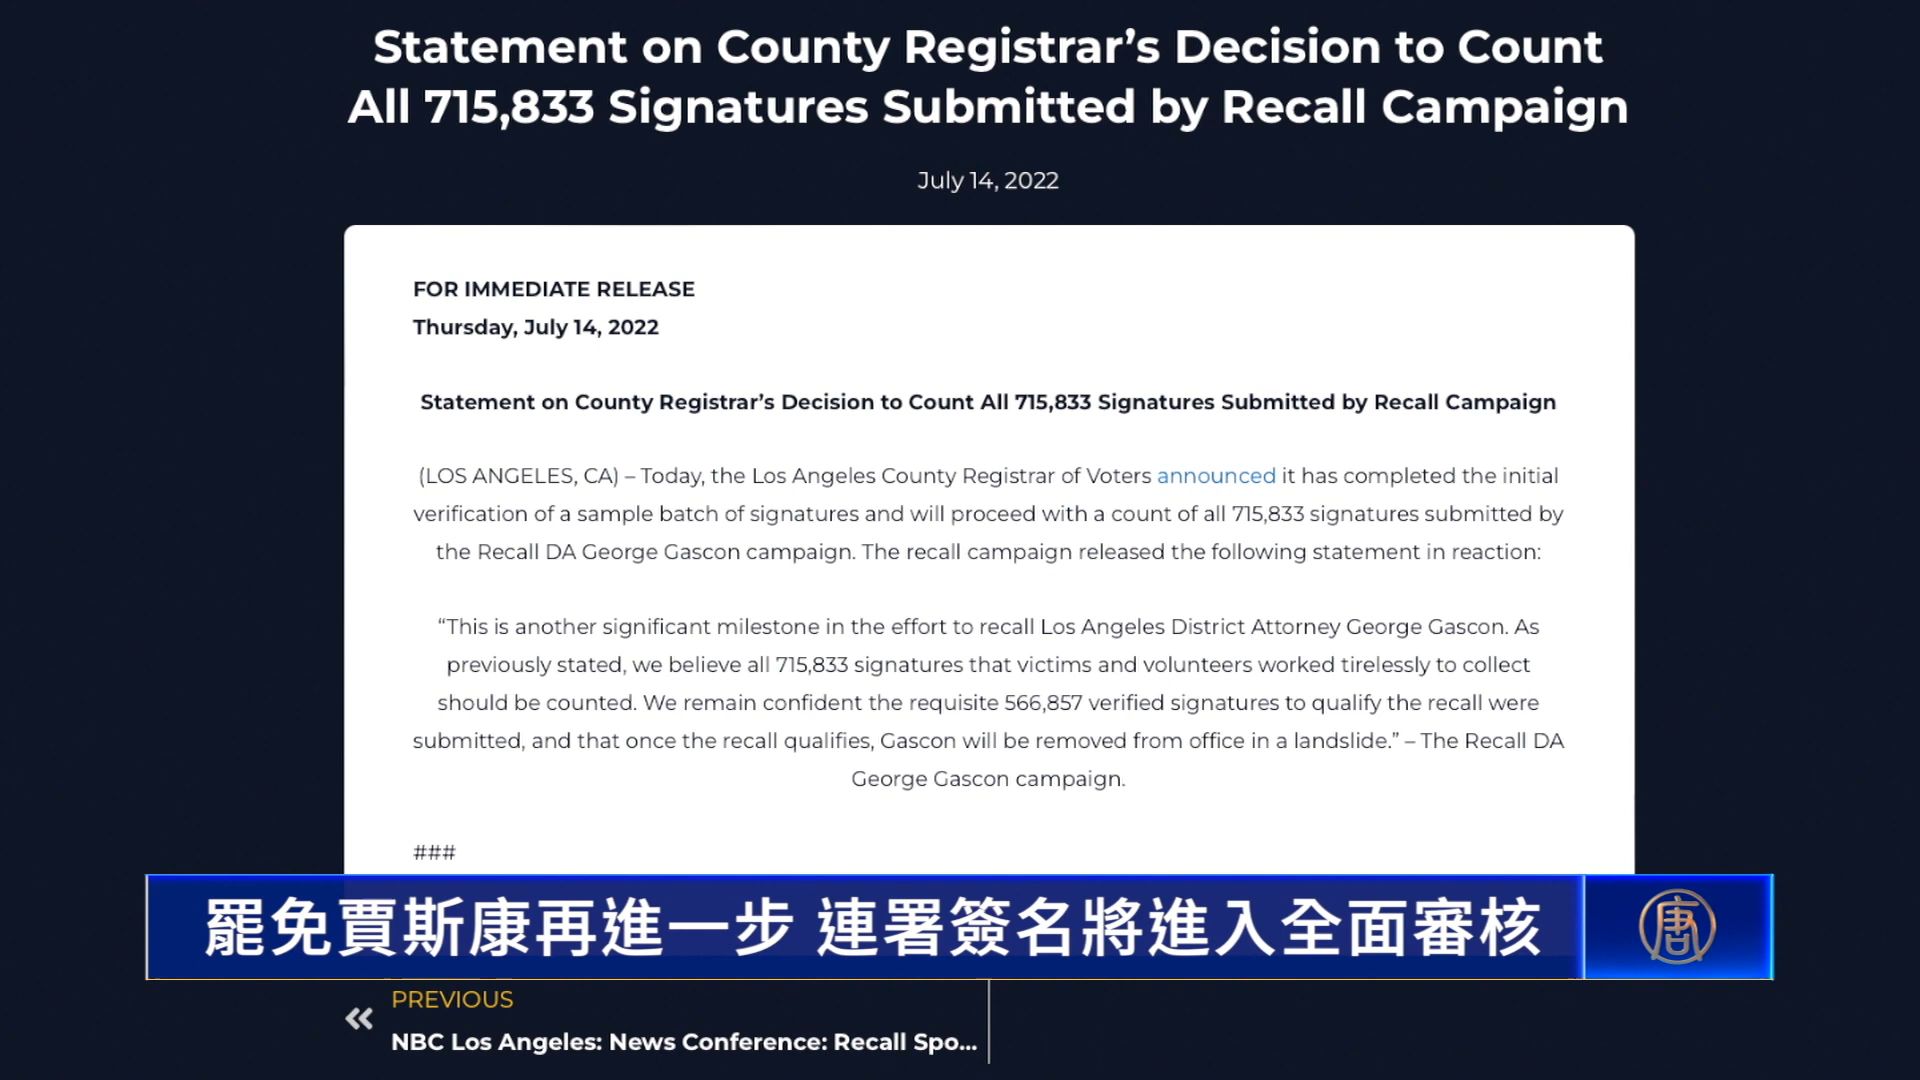 Statement on County Registrar’s Decision to Count
All 715,833 Signatures Submitted by Recall Campaign
July 14, 2022
FOR IMMEDIATE RELEASE
Thursday, July 14, 2022
Statement on County Registrar’s Decision to Count All 715,833 Signatures Submitted by Recall Campaign
(LOS ANGELES, CA) – Today, the Los Angeles County Registrar of Voters announced it has completed the initial
verification of a sample batch of signatures and will proceed with a count of all 715,833 signatures submitted by
the Recall DA George Gascon campaign. The recall campaign released the following statement in reaction:
“This is another significant milestone in the effort to recall Los Angeles District Attorney George Gascon. As
previously stated, we believe all 715,833 signatures that victims and volunteers worked tirelessly to collect
should be counted. We remain confident the requisite 566,857 verified signatures to qualify the recall were
submitted, and that once the recall qualifies, Gascon will be removed from office in a landslide.” – The Recall DA
George Gascon campaign.
###
罷免賈斯康再進一步 連署簽名將進入全面審核
唐
PREVIOUS
NBC Los Angeles: News Conference: Recall Spo...